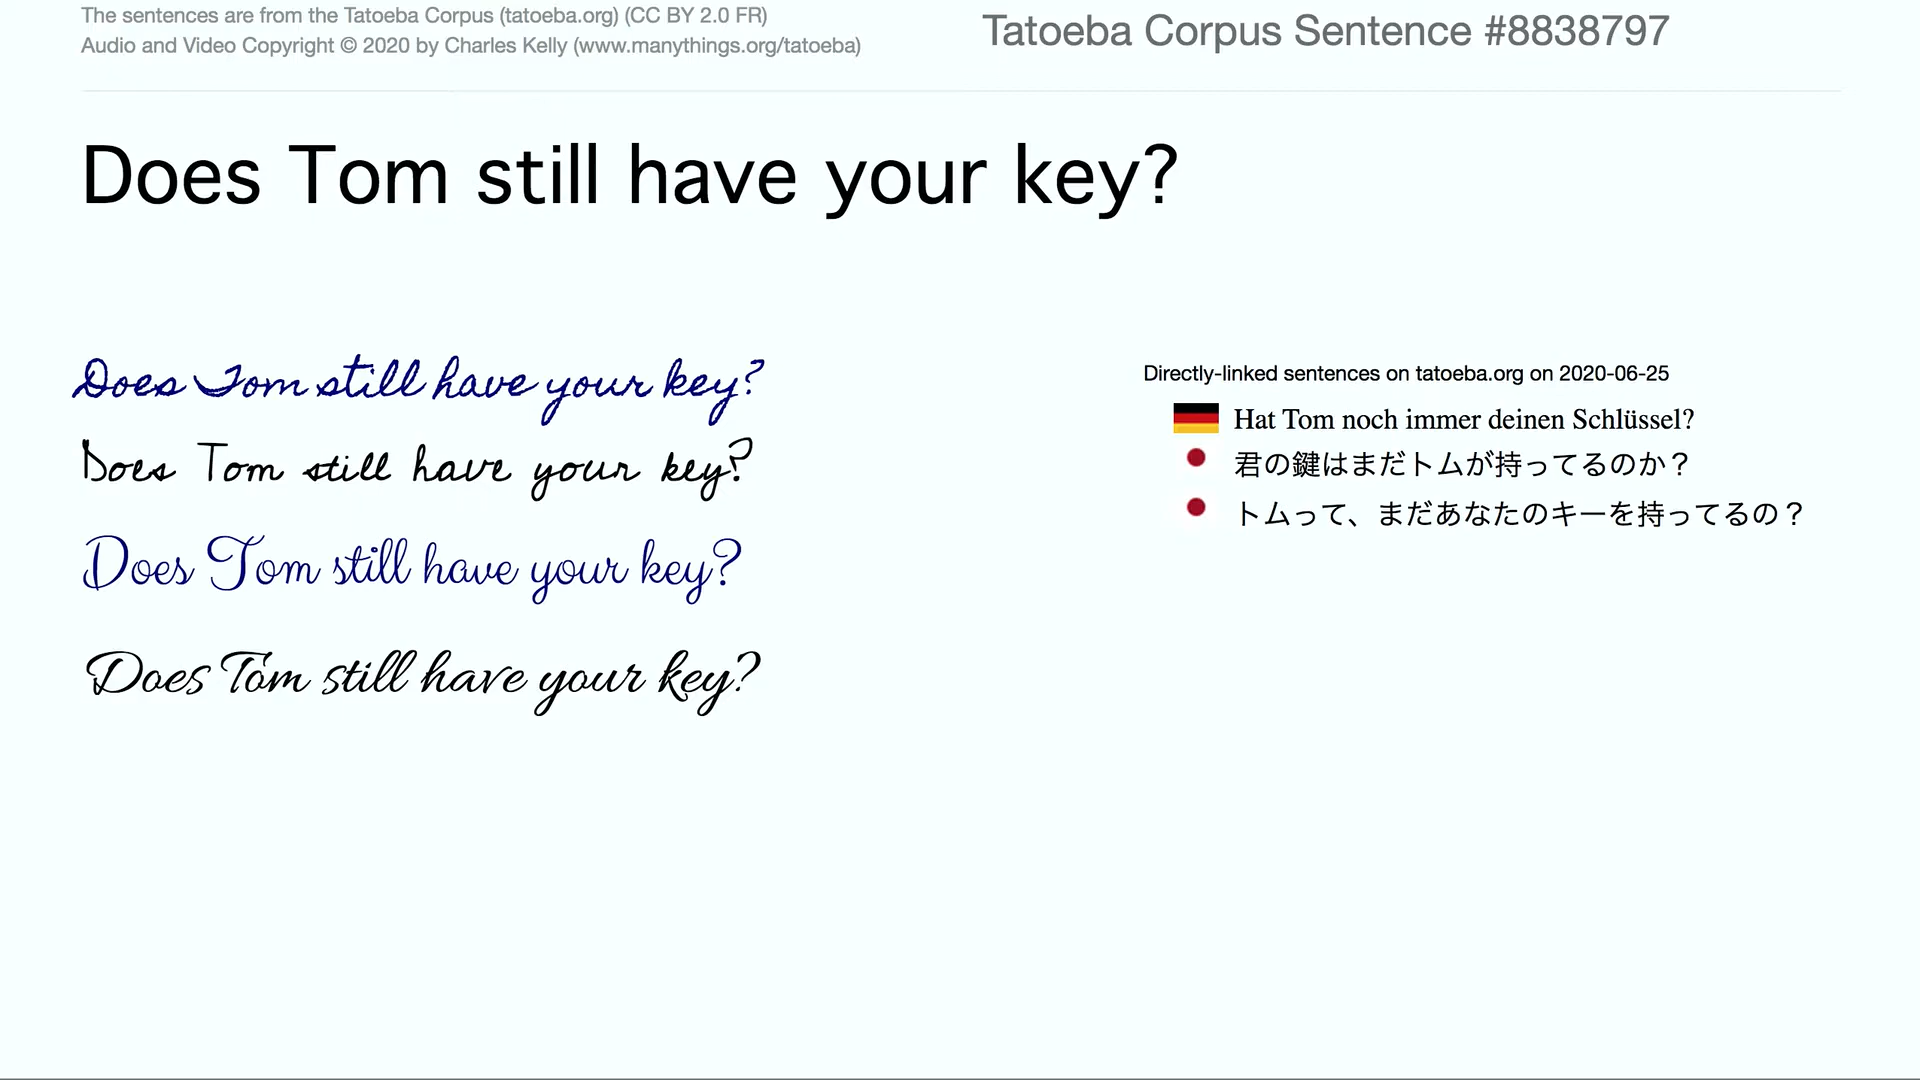 The sentences are from the Tatoeba Corpus (tatoeba.org) (CC BY 2.0 FR)
Audio and Video Copyright © 2020 by Charles Kelly (www.manythings.org/tatoeba)
Tatoeba Corpus Sentence #8838797
Does Tom still have your key?
Does Tom still have your key?
Does Tom still have your key?
Does Tom still have your key?
Does Tom still have your key?
Directly-linked sentences on tatoeba.org on 2020-06-25
Hat Tom noch immer deinen Schlüssel?
君の鍵はまだトムが持ってるのか？
トムって、まだあなたのキーを持ってるの？